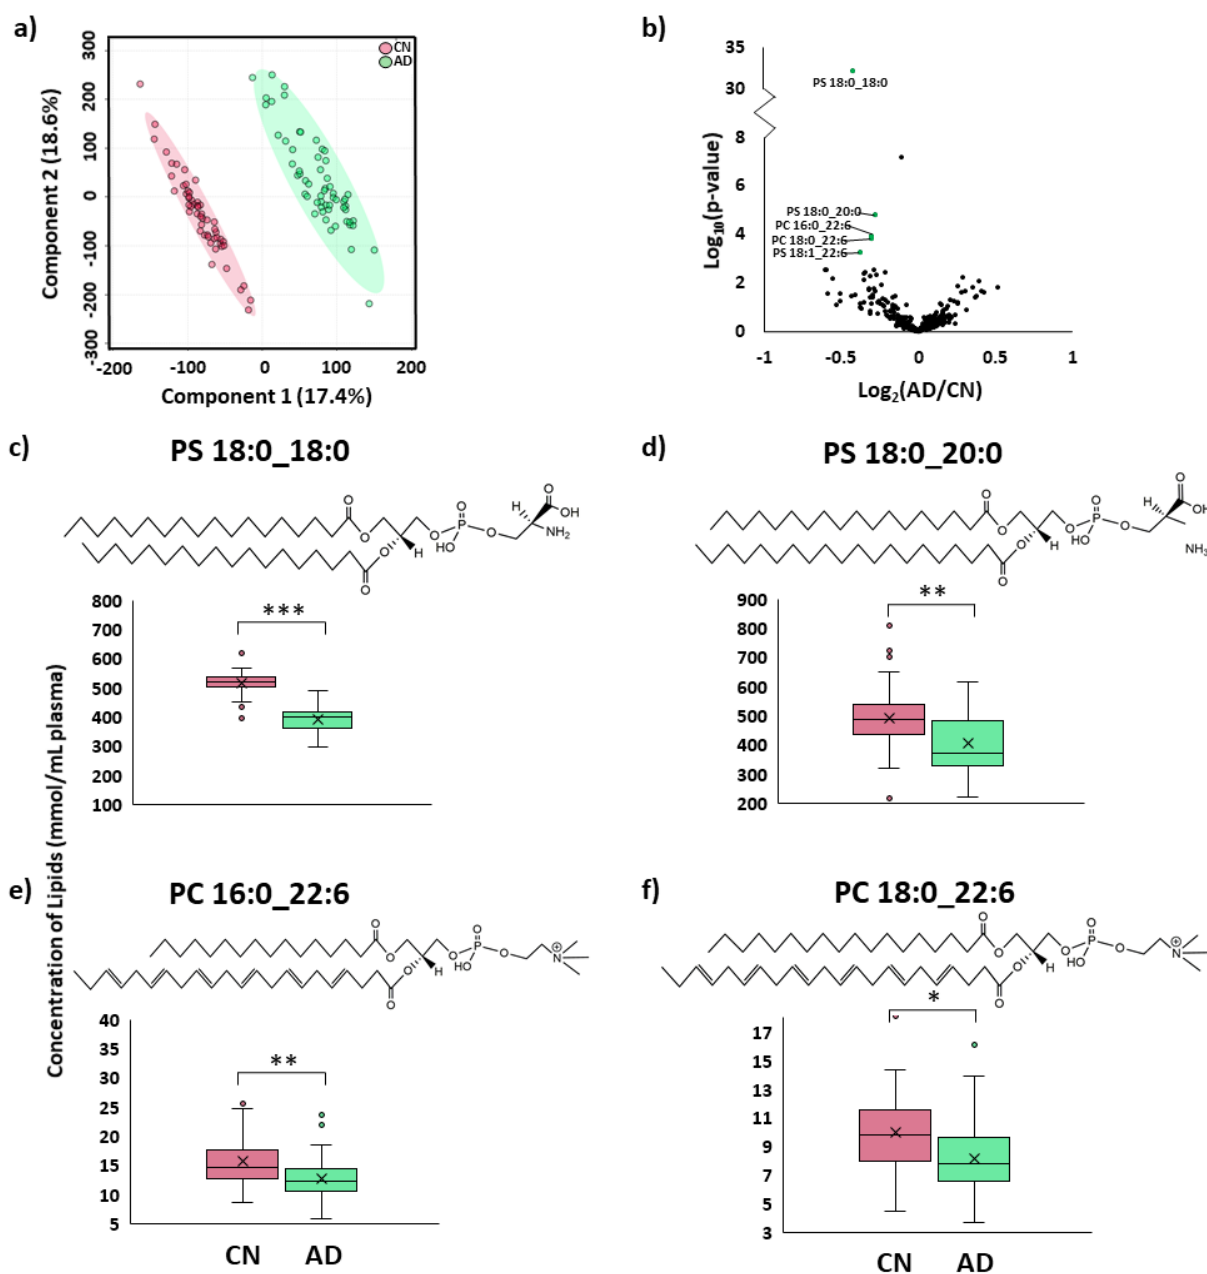 a)
300
200
100
0
-100
-200
-300
-200
-100
0
100
200
Component 2 (18.6%)
Component 1 (17.4%)
CN
AD
b)
35
30
8
6
4
2
0
-1
-0.5
0
0.5
1
Log10(p-value)
Log2(AD/CN)
PS 18:0_18:0
PS 18:0_20:0
PC 16:0_22:6
PC 18:0_22:6
PS 18:1_22:6
c)
PS 18:0_18:0
O
O
O
O
P
O
HO
O
H
O
H
OH
NH2
800
700
600
500
400
300
200
100
***
d)
PS 18:0_20:0
O
O
O
O
P
O
HO
O
H
O
H
OH
NH3
900
800
700
600
500
400
300
200
**
Concentration of Lipids (mmol/mL plasma)
e)
PC 16:0_22:6
O
O
O
O
P
O
HO
O
H
N+
40
35
30
25
20
15
10
5
**
CN
AD
f)
PC 18:0_22:6
O
O
O
O
P
O
HO
O
H
N+
17
15
13
11
9
7
5
3
*
CN
AD